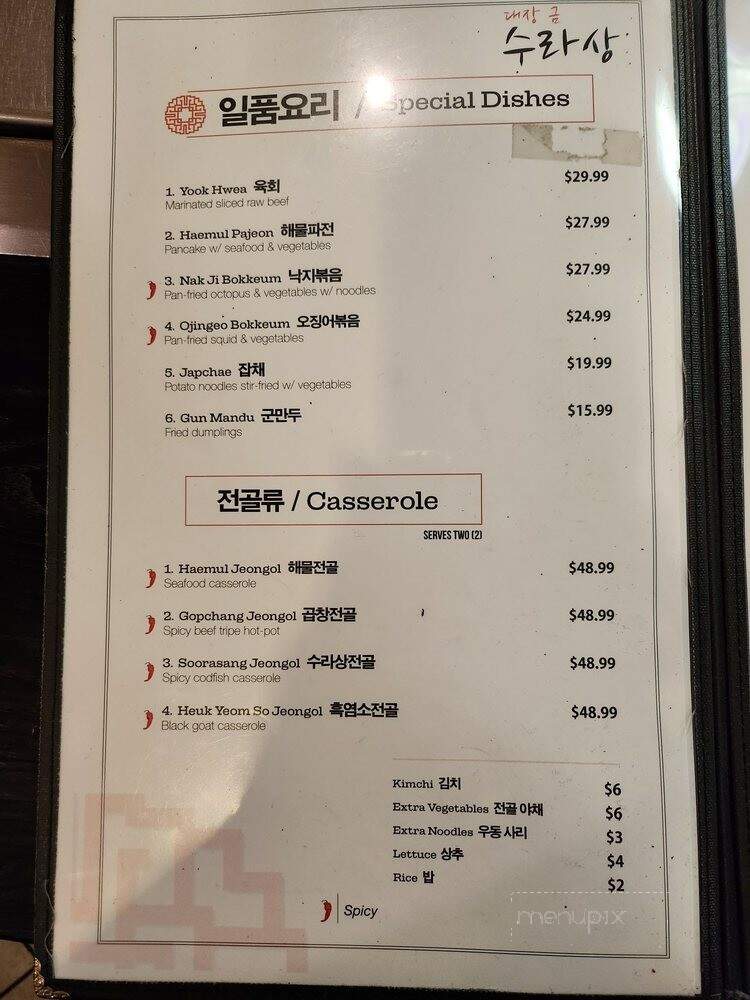 대장 금
수라상
일품요리 / Special Dishes
1. Yook Hwea 육회 $29.99
Marinated sliced raw beef
2. Haemul Pajeon 해물파전 $27.99
Pancake w/ seafood & vegetables
3. Nak Ji Bokkeum 낙지볶음 $27.99
Pan-fried octopus & vegetables w/ noodles
4. Ojingeo Bokkeum 오징어볶음 $24.99
Pan-fried squid & vegetables
5. Japchae 잡채 $19.99
Potato noodles stir-fried w/ vegetables
6. Gun Mandu 군만두 $15.99
Fried dumplings
전골류 / Casserole
SERVES TWO (2)
1. Haemul Jeongol 해물전골 $48.99
Seafood casserole
2. Gopchang Jeongol 곱창전골 $48.99
Spicy beef tripe hot-pot
3. Soorasang Jeongol 수라상전골 $48.99
Spicy codfish casserole
4. Heuk Yeom So Jeongol 흑염소전골 $48.99
Black goat casserole
Kimchi 김치 $6
Extra Vegetables 전골 야채 $6
Extra Noodles 우동 사리 $3
Lettuce 상추 $4
Rice 밥 $2
Spicy
menupix